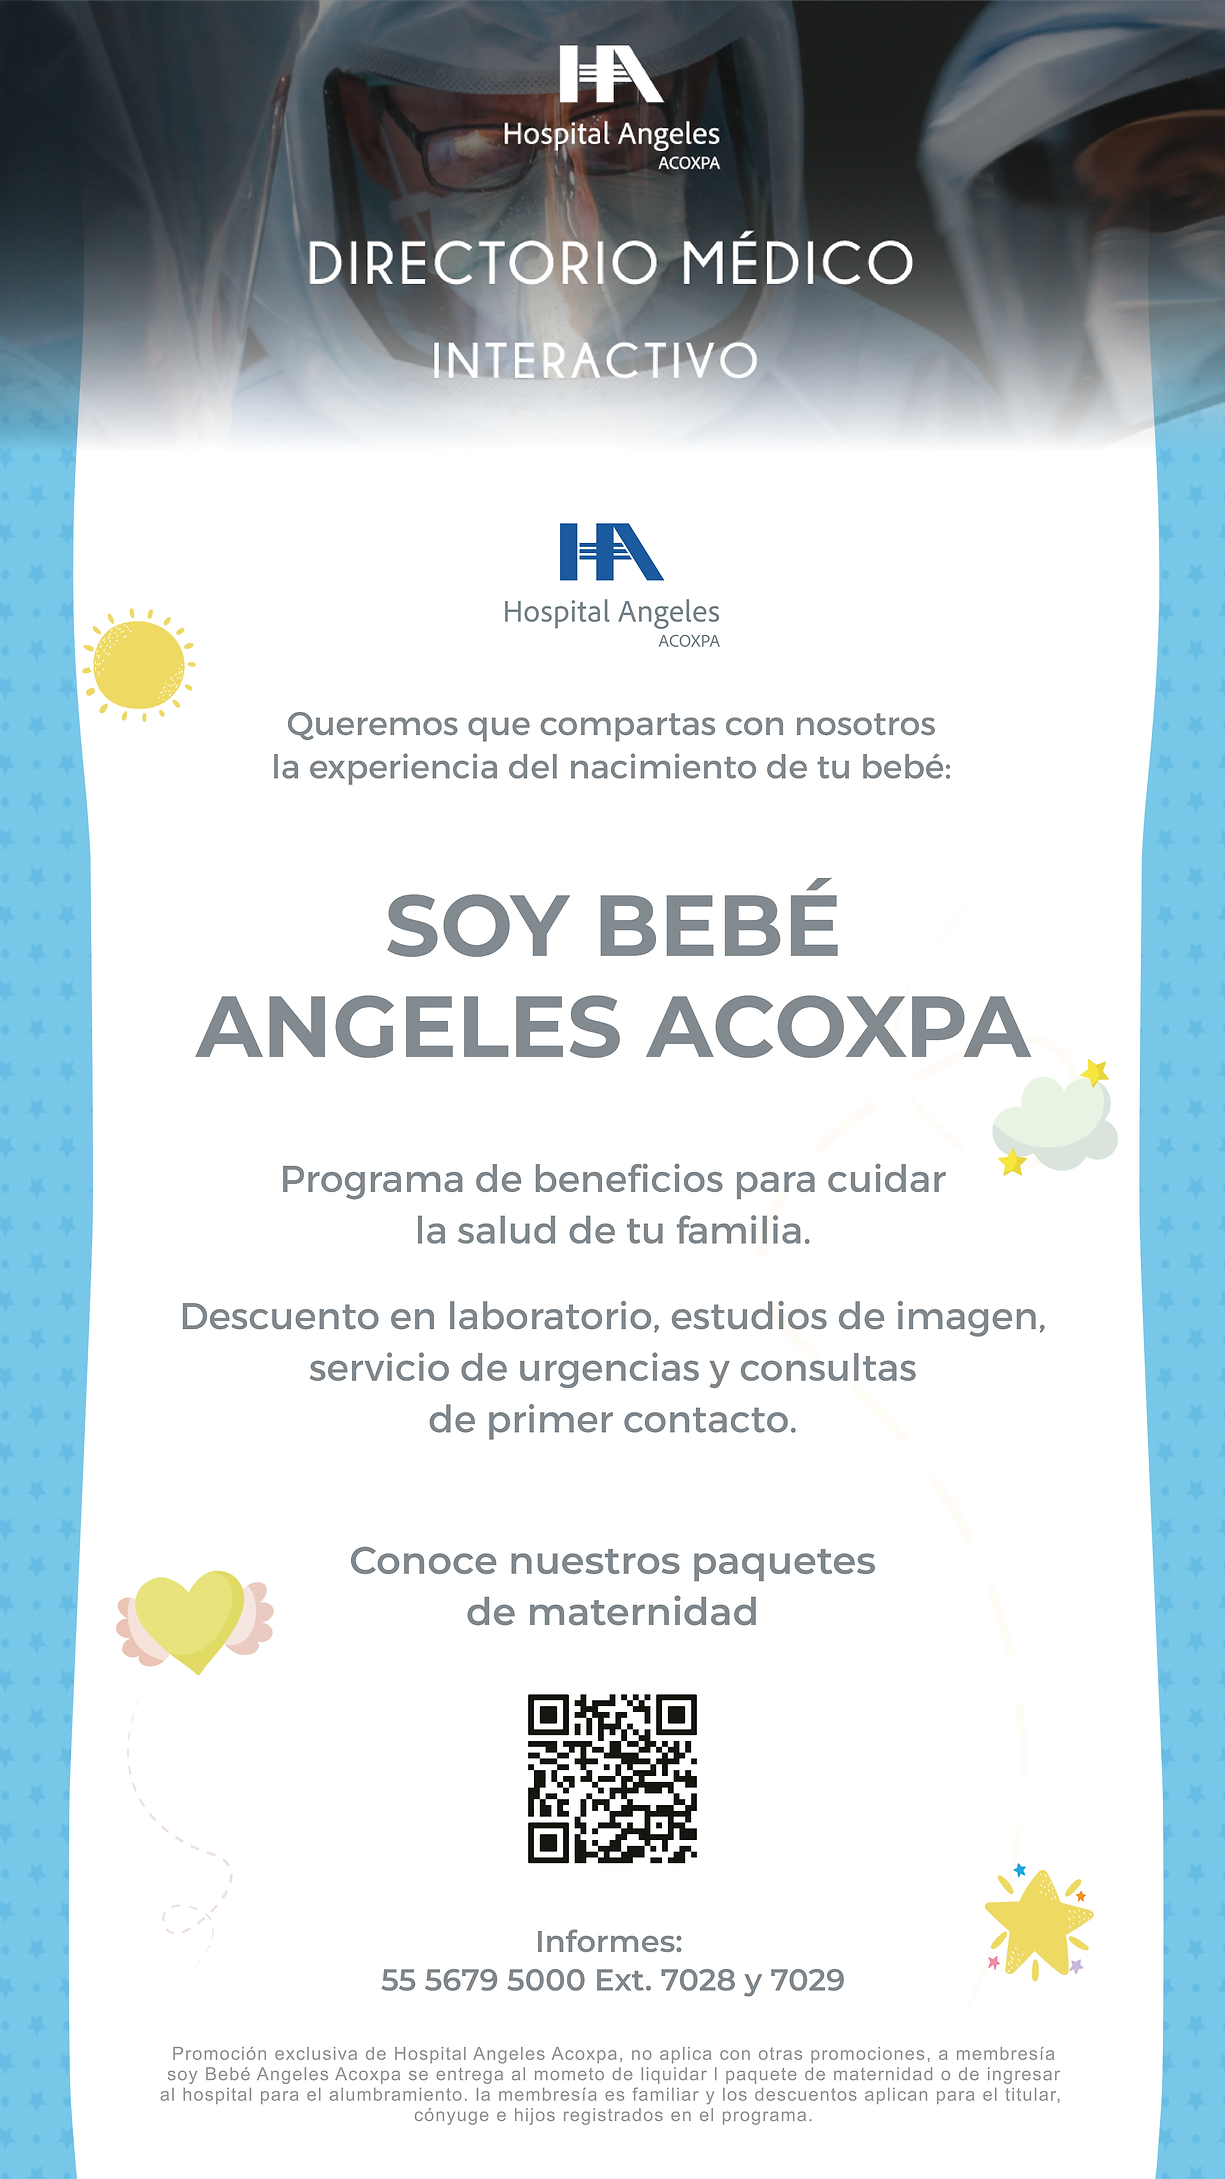 HA
Hospital Angeles
ACOXPA
DIRECTORIO MÉDICO
INTERACTIVO
HA
Hospital Angeles
ACOXPA
Queremos que compartas con nosotros
la experiencia del nacimiento de tu bebé:
SOY BEBÉ
ANGELES ACOXPA
Programa de beneficios para cuidar
la salud de tu familia.
Descuento en laboratorio, estudios de imagen,
servicio de urgencias y consultas
de primer contacto.
Conoce nuestros paquetes
de maternidad
Informes:
55 5679 5000 Ext. 7028 y 7029
Promoción exclusiva de Hospital Angeles Acoxpa, no aplica con otras promociones, a membresía
soy Bebé Angeles Acoxpa se entrega al mometo de liquidar l paquete de maternidad o de ingresar
al hospital para el alumbramiento. la membresía es familiar y los descuentos aplican para el titular,
cónyuge e hijos registrados en el programa.